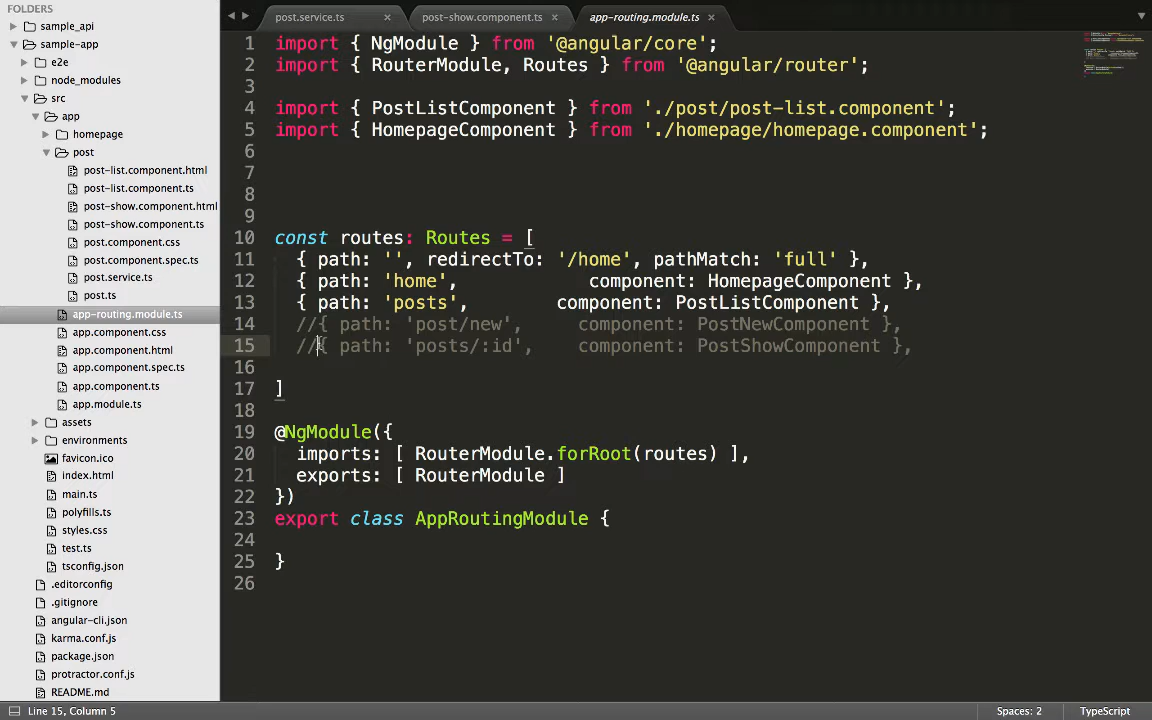 FOLDERS
sample_api
sample-app
e2e
node_modules
src
app
homepage
post
post-list.component.html
post-list.component.ts
post-show.component.html
post-show.component.ts
post.component.css
post.component.spec.ts
post.service.ts
post.ts
app-routing.module.ts
app.component.css
app.component.html
app.component.spec.ts
app.component.ts
app.module.ts
assets
environments
favicon.ico
index.html
main.ts
polyfills.ts
styles.css
test.ts
tsconfig.json
.editorconfig
.gitignore
angular-cli.json
karma.conf.js
package.json
protractor.conf.js
README.md
post.service.ts × post-show.component.ts × app-routing.module.ts ×
1 import { NgModule } from '@angular/core';
2 import { RouterModule, Routes } from '@angular/router';
3
4 import { PostListComponent } from './post/post-list.component';
5 import { HomepageComponent } from './homepage/homepage.component';
6
7
8
9
10 const routes: Routes = [
11 { path: '', redirectTo: '/home', pathMatch: 'full' },
12 { path: 'home', component: HomepageComponent },
13 { path: 'posts', component: PostListComponent },
14 //{ path: 'post/new', component: PostNewComponent },
15 //{ path: 'posts/:id', component: PostShowComponent },
16
17 ]
18
19 @NgModule({
20 imports: [ RouterModule.forRoot(routes) ],
21 exports: [ RouterModule ]
22 })
23 export class AppRoutingModule {
24
25 }
26
Line 15, Column 5 Spaces: 2 TypeScript